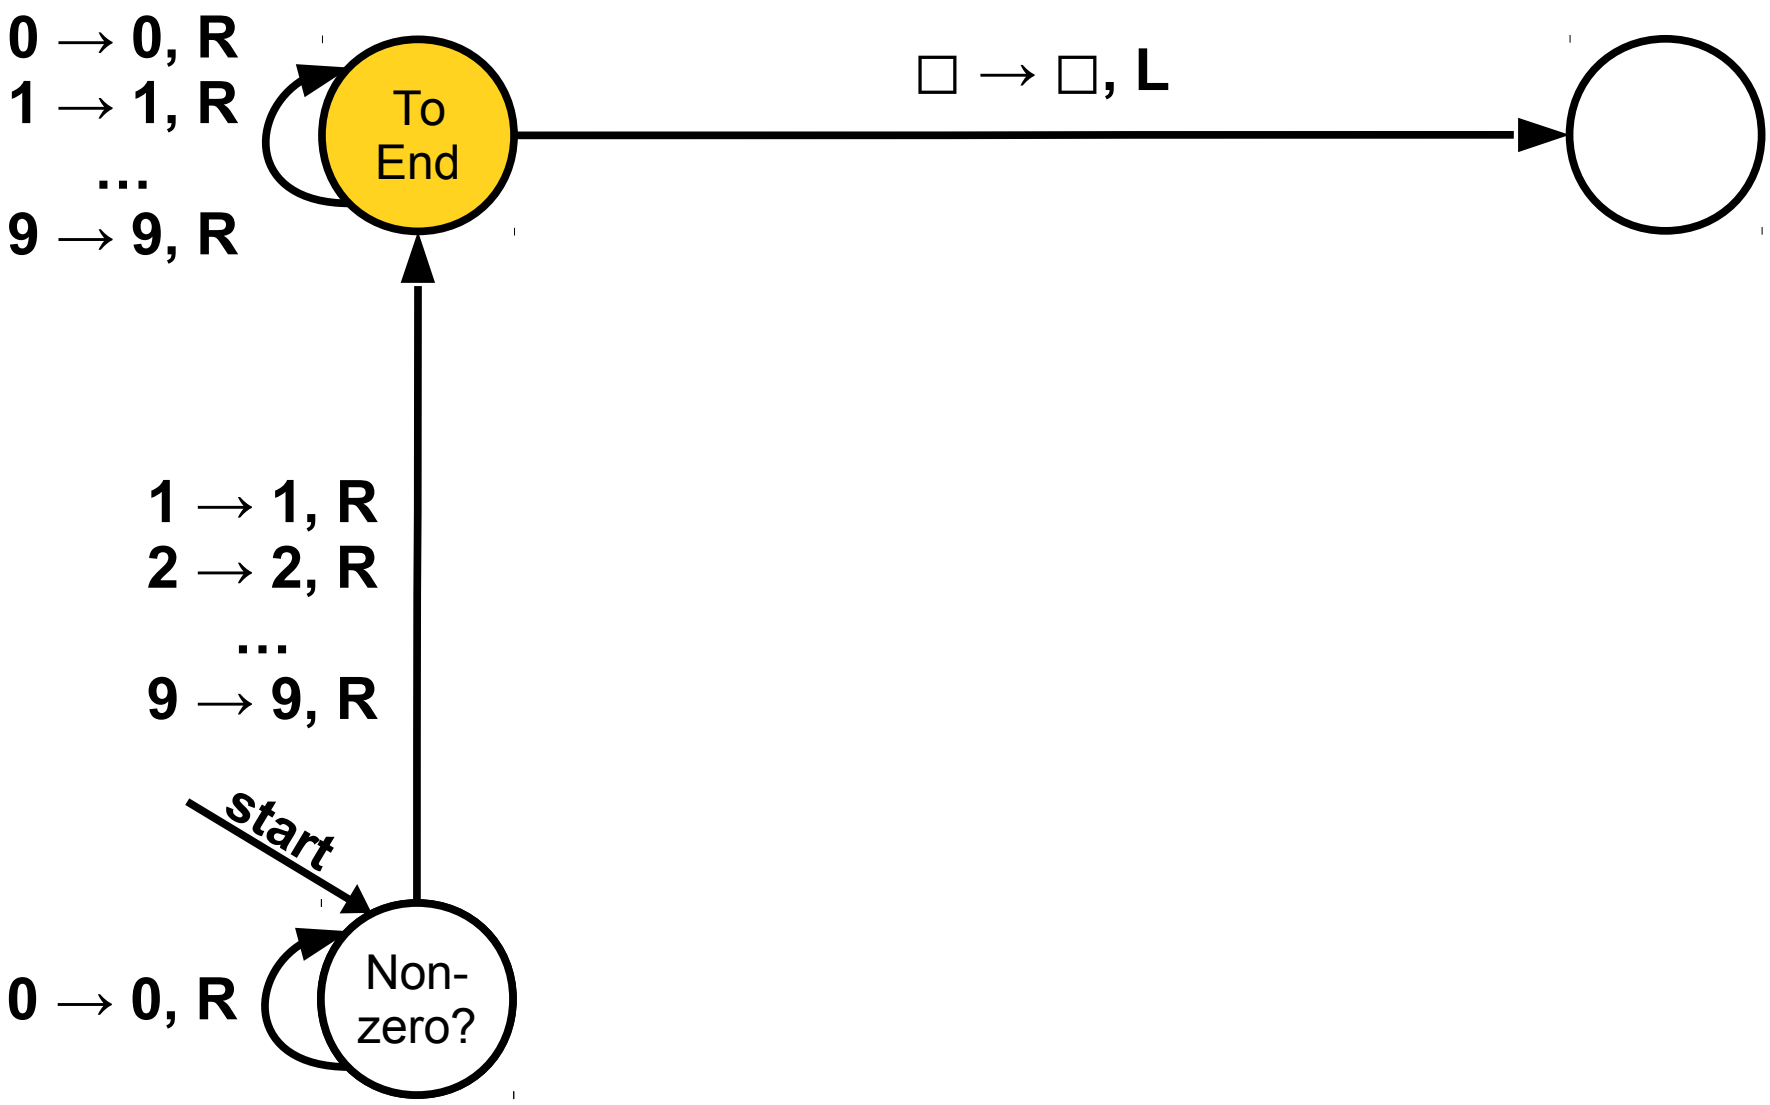 0 → 0, R
1 → 1, R
…
9 → 9, R
To
End
□ → □, L
1 → 1, R
2 → 2, R
…
9 → 9, R
start
0 → 0, R
Non-
zero?